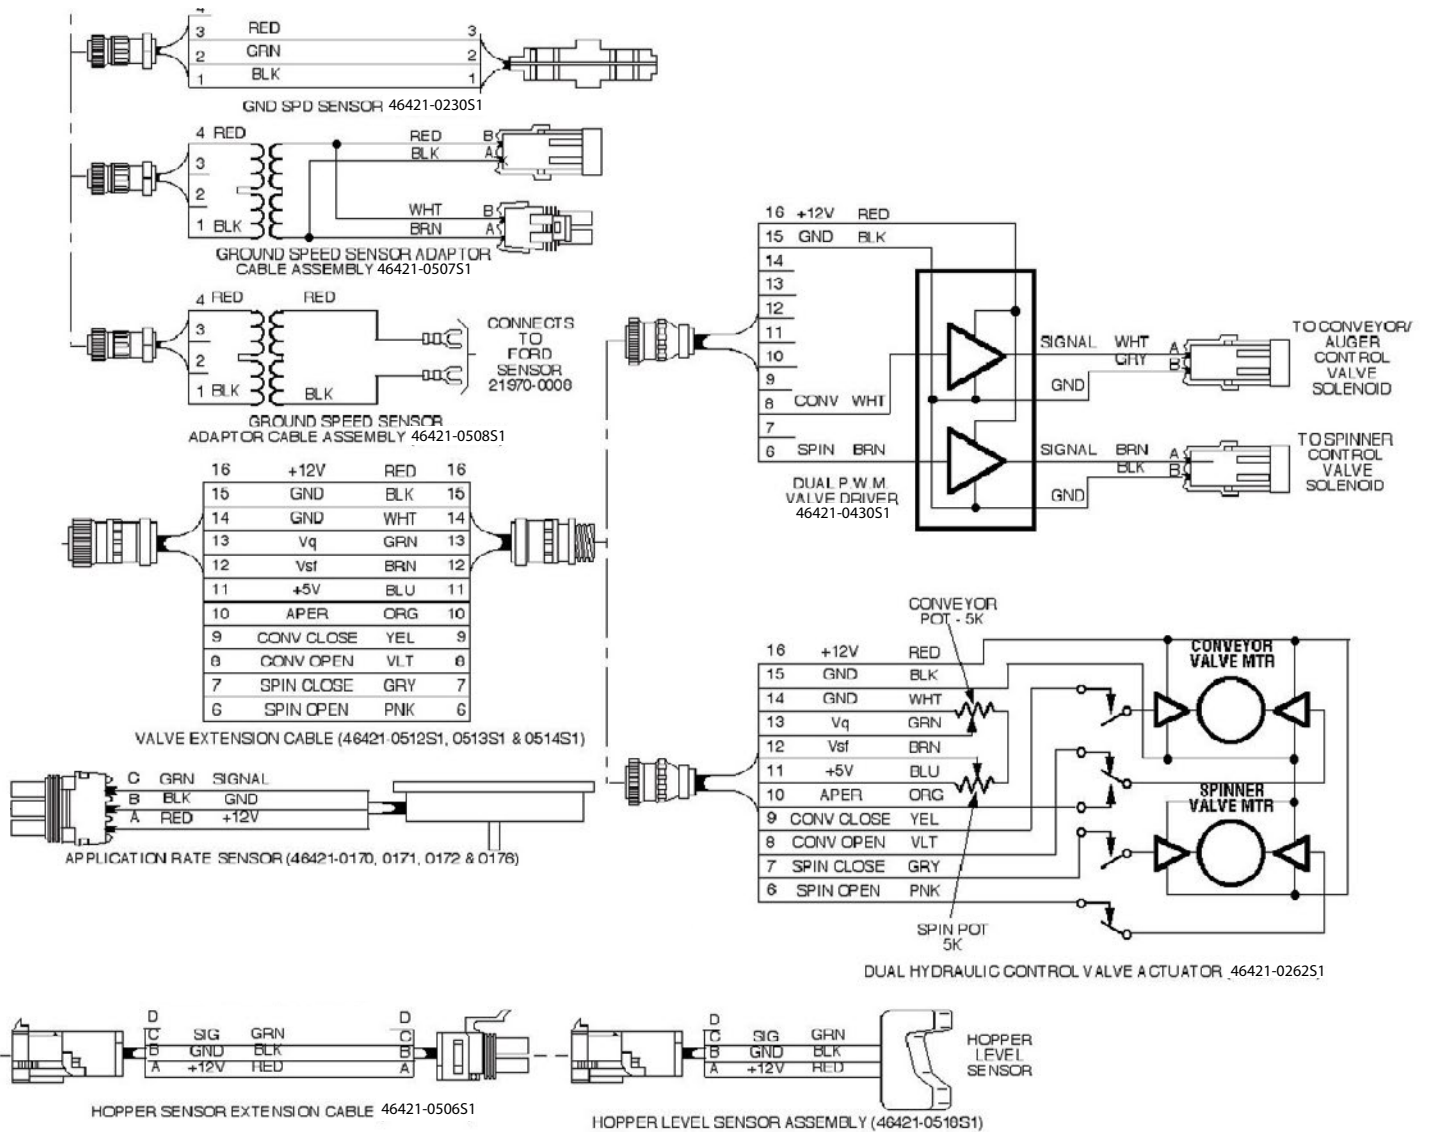 4
3 RED 3
2 GRN 2
1 BLK 1
GND SPD SENSOR 46421-0230S1
4 RED RED B
3 BLK A
2 WHT B
1 BLK BRN A
GROUND SPEED SENSOR ADAPTOR
CABLE ASSEMBLY 46421-0507S1
4 RED RED
3
2
1 BLK BLK
CONNECTS
TO
FORD
SENSOR
21970-0008
GROUND SPEED SENSOR
ADAPTOR CABLE ASSEMBLY 46421-0508S1
16 +12V RED 16
15 GND BLK 15
14 GND WHT 14
13 Vq GRN 13
12 Vsf BRN 12
11 +5V BLU 11
10 APER ORG 10
9 CONV CLOSE YEL 9
8 CONV OPEN VLT 8
7 SPIN CLOSE GRY 7
6 SPIN OPEN PNK 6
VALVE EXTENSION CABLE (46421-0512S1, 0513S1 & 0514S1)
C GRN SIGNAL
B BLK GND
A RED +12V
APPLICATION RATE SENSOR (46421-0170, 0171, 0172 & 0176)
16 +12V RED
15 GND BLK
14
13
12
11
10
9
8 CONV WHT
7
6 SPIN BRN
DUAL P.W.M.
VALVE DRIVER
46421-0430S1
SIGNAL WHT A
GRY B
GND
TO CONVEYOR/
AUGER
CONTROL
VALVE
SOLENOID
SIGNAL BRN A
BLK B
GND
TO SPINNER
CONTROL
VALVE
SOLENOID
CONVEYOR
POT - 5K
16 +12V RED
15 GND BLK
14 GND WHT
13 Vq GRN
12 Vsf BRN
11 +5V BLU
10 APER ORG
9 CONV CLOSE YEL
8 CONV OPEN VLT
7 SPIN CLOSE GRY
6 SPIN OPEN PNK
CONVEYOR
VALVE MTR
SPINNER
VALVE MTR
SPIN POT
5K
DUAL HYDRAULIC CONTROL VALVE ACTUATOR 46421-0262S1
D D
C SIG GRN C
B GND BLK B
A +12V RED A
HOPPER SENSOR EXTENSION CABLE 46421-0506S1
D
C SIG GRN
B GND BLK
A +12V RED
HOPPER
LEVEL
SENSOR
HOPPER LEVEL SENSOR ASSEMBLY (46421-0518S1)